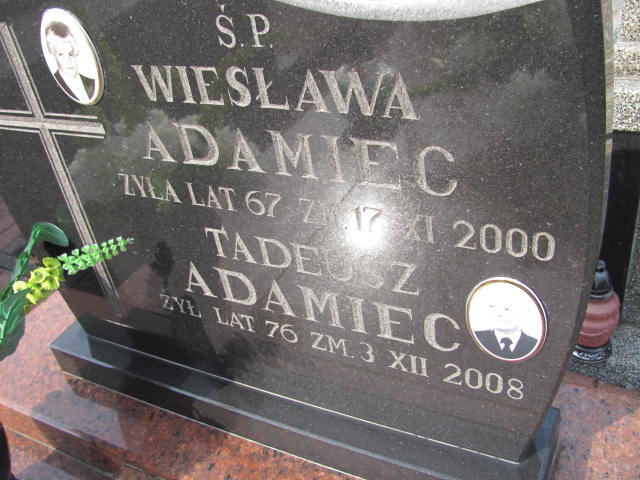 Ś.P.
WIESŁAWA
ADAMIEC
ŻYŁA LAT 67 ZM. 17 XI 2000
TADEUSZ
ADAMIEC
ŻYŁ LAT 76 ZM. 3 XII 2008